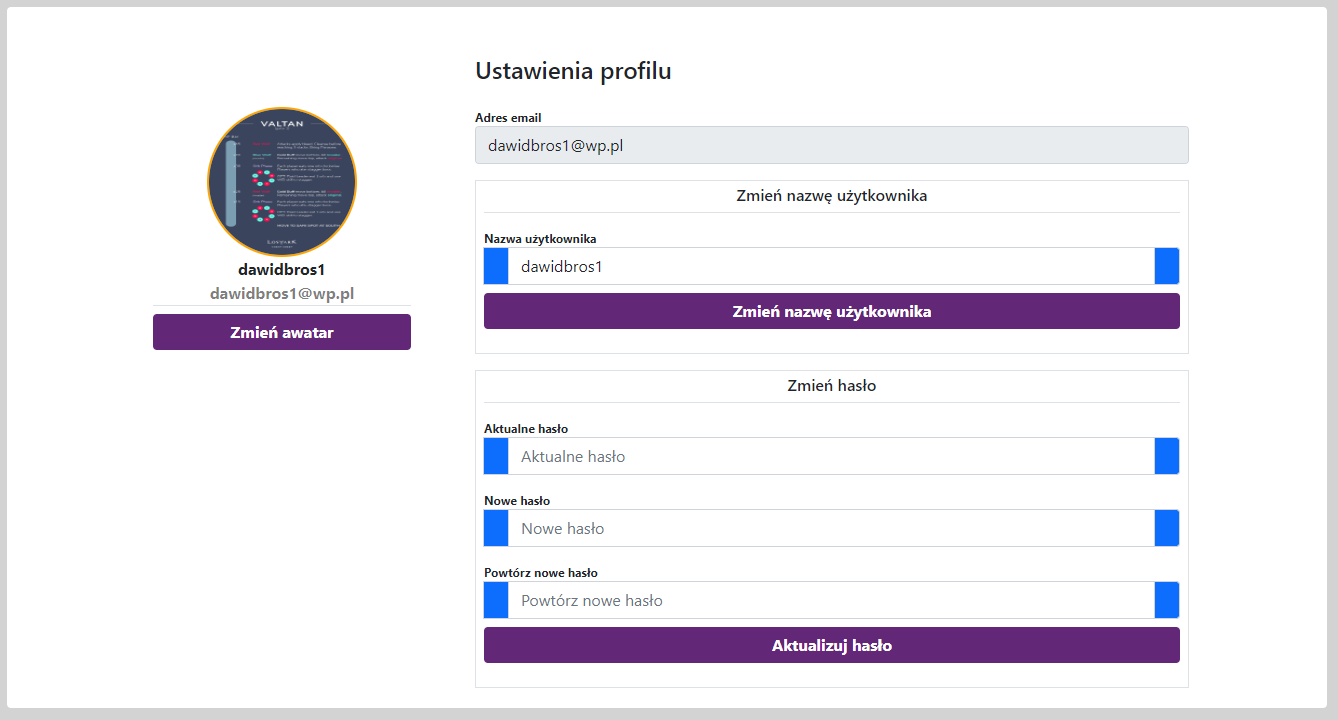 Ustawienia profilu
VALTAN
dawidbros1
dawidbros1@wp.pl
Zmień awatar
Adres email
dawidbros1@wp.pl
Zmień nazwę użytkownika
Nazwa użytkownika
dawidbros1
Zmień nazwę użytkownika
Zmień hasło
Aktualne hasło
Aktualne hasło
Nowe hasło
Nowe hasło
Powtórz nowe hasło
Powtórz nowe hasło
Aktualizuj hasło